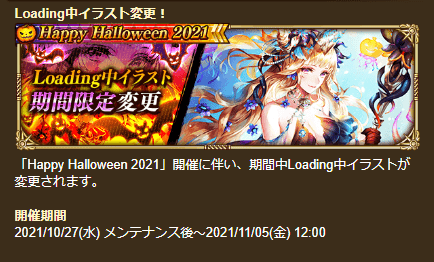 Loading中イラスト変更！
Happy Halloween 2021
Loading中イラスト
期間限定変更
「Happy Halloween 2021」開催に伴い、期間中Loading中イラストが
変更されます。
開催期間
2021/10/27(水) メンテナンス後～2021/11/05(金) 12:00